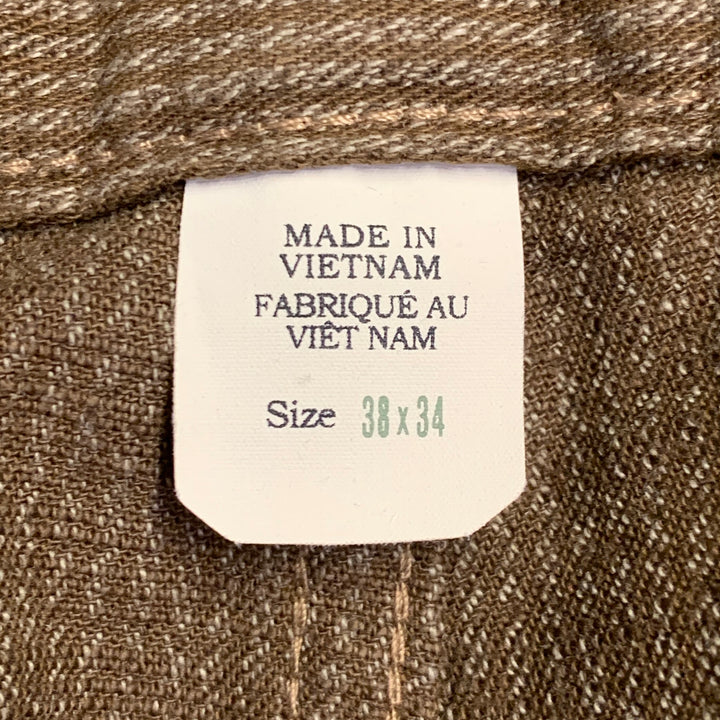 MADE IN
VIETNAM
FABRIQUÉ AU
VIÊT NAM
Size 38 x 34